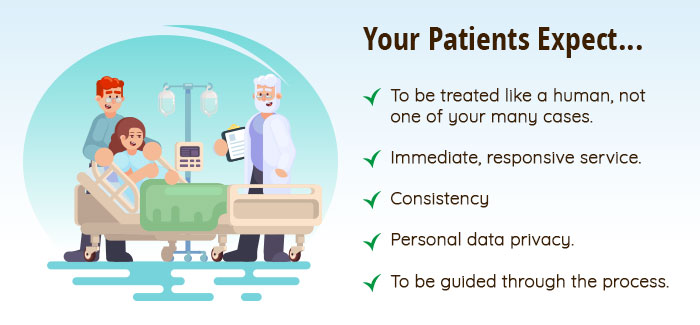 Your Patients Expect...
To be treated like a human, not
one of your many cases.
Immediate, responsive service.
Consistency
Personal data privacy.
To be guided through the process.